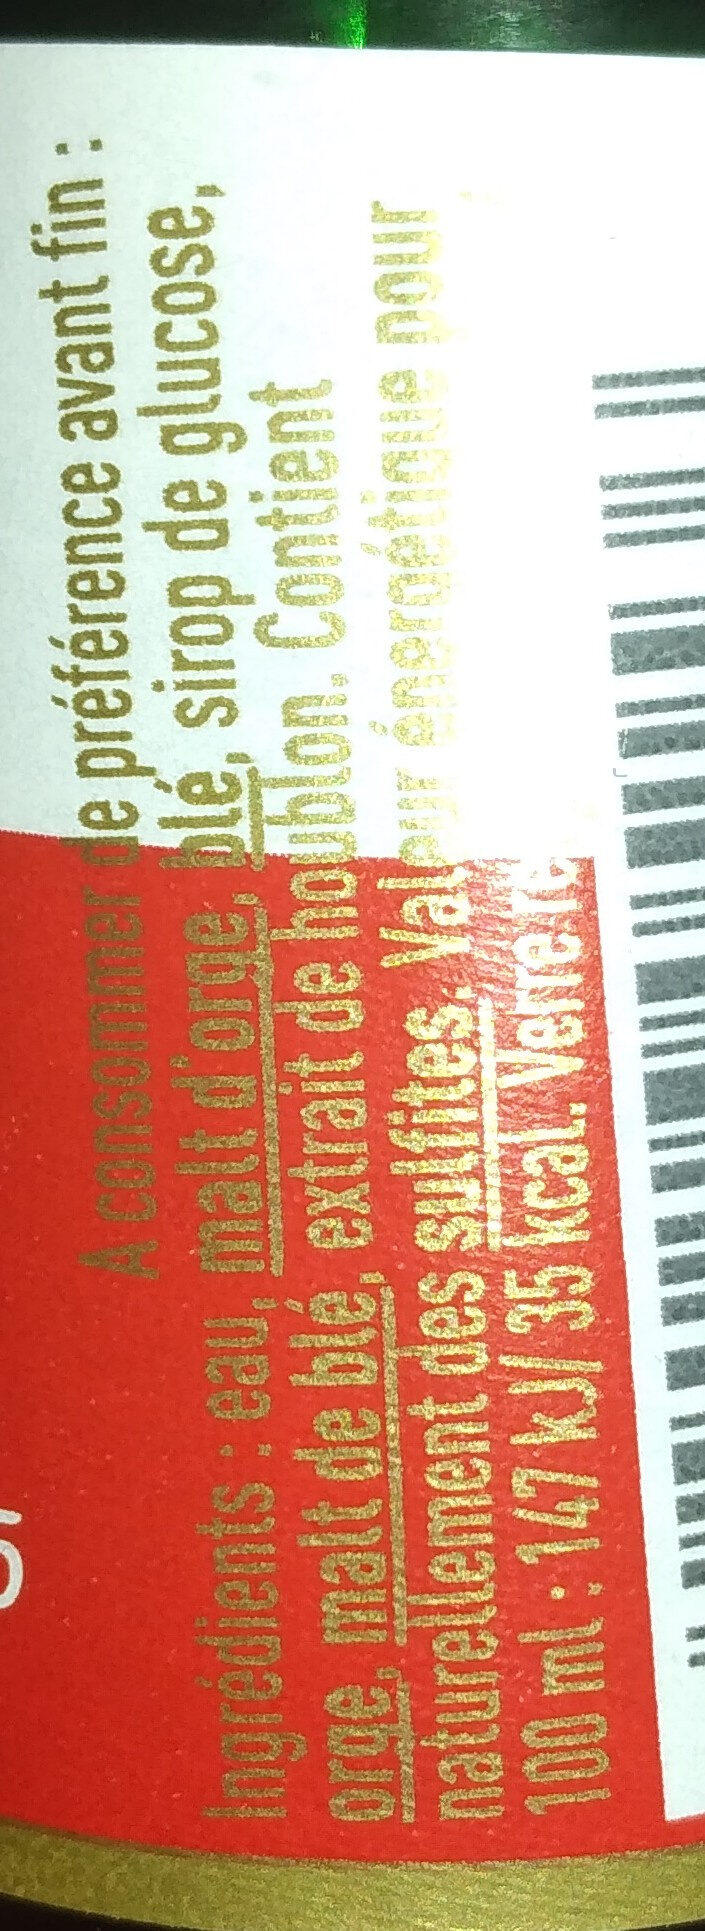 A consommer de préférence avant fin :
Ingrédients : eau, malt d'orge, blé, sirop de glucose,
orge, malt de blé, extrait de houblon. Contient
naturellement des sulfites. Valeur énergétique pour
100 ml : 147 kJ/ 35 kcal. Verre